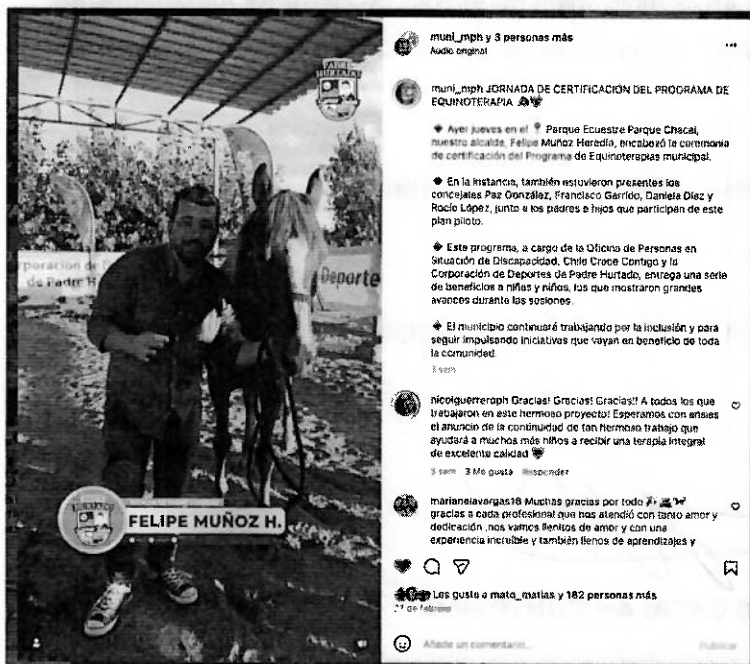 PADRE
HURTADO
Corporación de D
de Padre H
Deporte
HURTADO
FELIPE MUÑOZ H.
muni_mph y 3 personas más
Audio original
muni_mph JORNADA DE CERTIFICACIÓN DEL PROGRAMA DE
EQUINOTERAPIA
Ayer jueves en el Parque Ecuestre Parque Chacal,
nuestro alcalde, Felipe Muñoz Heredia, encabezó la ceremonia
de certificación del Programa de Equinoterapias municipal.
En la instancia, también estuvieron presentes los
concejales Paz González, Francisco Garrido, Daniela Díaz y
Rocío López, junto a los padres e hijos que participan de este
plan piloto.
Este programa, a cargo de la Oficina de Personas en
Situación de Discapacidad, Chile Crece Contigo y la
Corporación de Deportes de Padre Hurtado, entrega una serie
de beneficios a niñas y niños, los que mostraron grandes
avances durante las sesiones.
El municipio continuará trabajando por la inclusión y para
seguir impulsando iniciativas que vayan en beneficio de toda
la comunidad.
3 sem
nicolguerreroph Gracias! Gracias! Gracias!! A todos los que
trabajaron en este hermoso proyecto! Esperamos con ansias
el anuncio de la continuidad de tan hermoso trabajo que
ayudará a muchos más niños a recibir una terapia integral
de excelente calidad
3 sem 3 Me gusta Responder
marianelavargas16 Muchas gracias por todo
gracias a cada profesional que nos atendió con tanto amor y
dedicación ,nos vamos llenitos de amor y con una
experiencia increíble y también llenos de aprendizajes y
Les gusta a mato_matias y 182 personas más
21 de febrero
Añade un comentario...
Publicar